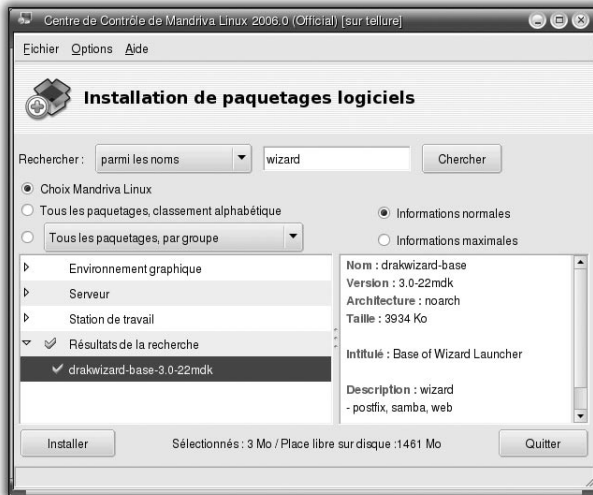 Centre de Contrôle de Mandriva Linux 2006.0 (Official) [sur tellure]
Fichier Options Aide
Installation de paquetages logiciels
Rechercher : parmi les noms wizard Chercher
Choix Mandriva Linux
Tous les paquetages, classement alphabétique
Informations normales
Tous les paquetages, par groupe
Informations maximales
Environnement graphique
Serveur
Station de travail
Résultats de la recherche
drakwizard-base-3.0-22mdk
Nom : drakwizard-base
Version : 3.0-22mdk
Architecture : noarch
Taille : 3934 Ko
Intitulé : Base of Wizard Launcher
Description : wizard
- postfix, samba, web
Installer Sélectionnés : 3 Mo / Place libre sur disque :1461 Mo Quitter